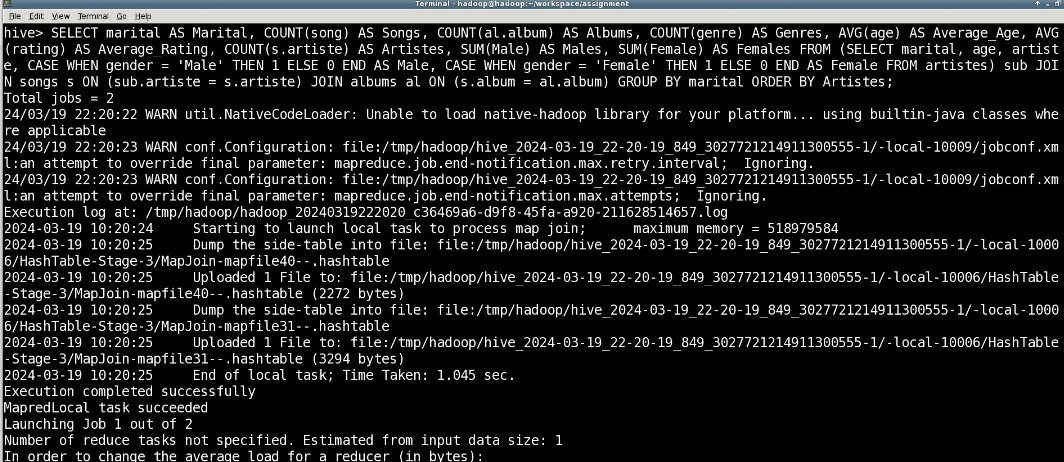 Terminal - hadoop@hadoop:~/workspace/assignment
File Edit View Terminal Go Help
hive> SELECT marital AS Marital, COUNT(song) AS Songs, COUNT(al.album) AS Albums, COUNT(genre) AS Genres, AVG(age) AS Average_Age, AVG
(rating) AS Average_Rating, COUNT(s.artiste) AS Artistes, SUM(Male) AS Males, SUM(Female) AS Females FROM (SELECT marital, age, artist
e, CASE WHEN gender = 'Male' THEN 1 ELSE 0 END AS Male, CASE WHEN gender = 'Female' THEN 1 ELSE 0 END AS Female FROM artistes) sub JOI
N songs s ON (sub.artiste = s.artiste) JOIN albums al ON (s.album = al.album) GROUP BY marital ORDER BY Artistes;
Total jobs = 2
24/03/19 22:20:22 WARN util.NativeCodeLoader: Unable to load native-hadoop library for your platform... using builtin-java classes whe
re applicable
24/03/19 22:20:23 WARN conf.Configuration: file:/tmp/hadoop/hive_2024-03-19_22-20-19_849_3027721214911300555-1/-local-10009/jobconf.xm
l:an attempt to override final parameter: mapreduce.job.end-notification.max.retry.interval;  Ignoring.
24/03/19 22:20:23 WARN conf.Configuration: file:/tmp/hadoop/hive_2024-03-19_22-20-19_849_3027721214911300555-1/-local-10009/jobconf.xm
l:an attempt to override final parameter: mapreduce.job.end-notification.max.attempts;  Ignoring.
Execution log at: /tmp/hadoop/hadoop_20240319222020_c36469a6-d9f8-45fa-a920-211628514657.log
2024-03-19 10:20:24     Starting to launch local task to process map join;      maximum memory = 518979584
2024-03-19 10:20:25     Dump the side-table into file: file:/tmp/hadoop/hive_2024-03-19_22-20-19_849_3027721214911300555-1/-local-1000
6/HashTable-Stage-3/MapJoin-mapfile40--.hashtable
2024-03-19 10:20:25     Uploaded 1 File to: file:/tmp/hadoop/hive_2024-03-19_22-20-19_849_3027721214911300555-1/-local-10006/HashTable
-Stage-3/MapJoin-mapfile40--.hashtable (2272 bytes)
2024-03-19 10:20:25     Dump the side-table into file: file:/tmp/hadoop/hive_2024-03-19_22-20-19_849_3027721214911300555-1/-local-1000
6/HashTable-Stage-3/MapJoin-mapfile31--.hashtable
2024-03-19 10:20:25     Uploaded 1 File to: file:/tmp/hadoop/hive_2024-03-19_22-20-19_849_3027721214911300555-1/-local-10006/HashTable
-Stage-3/MapJoin-mapfile31--.hashtable (3294 bytes)
2024-03-19 10:20:25     End of local task; Time Taken: 1.045 sec.
Execution completed successfully
MapredLocal task succeeded
Launching Job 1 out of 2
Number of reduce tasks not specified. Estimated from input data size: 1
In order to change the average load for a reducer (in bytes):